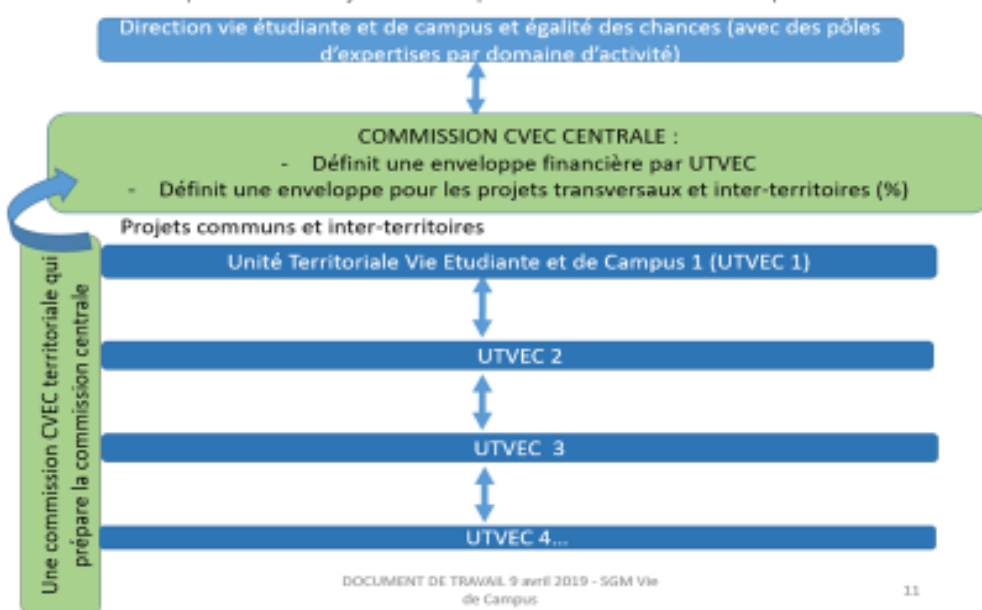 Direction vie étudiante et de campus et égalité des chances (avec des pôles
d'expertises par domaine d'activité)
COMMISSION CVEC CENTRALE :
- Définit une enveloppe financière par UTVEC
- Définit une enveloppe pour les projets transversaux et inter-territoires (%)
Projets communs et inter-territoires
Unité Territoriale Vie Etudiante et de Campus 1 (UTVEC 1)
UTVEC 2
UTVEC 3
UTVEC 4...
Une commission CVEC territoriale qui
prépare la commission centrale
DOCUMENT DE TRAVAIL 9 avril 2019 - SGM Vie
de Campus
11